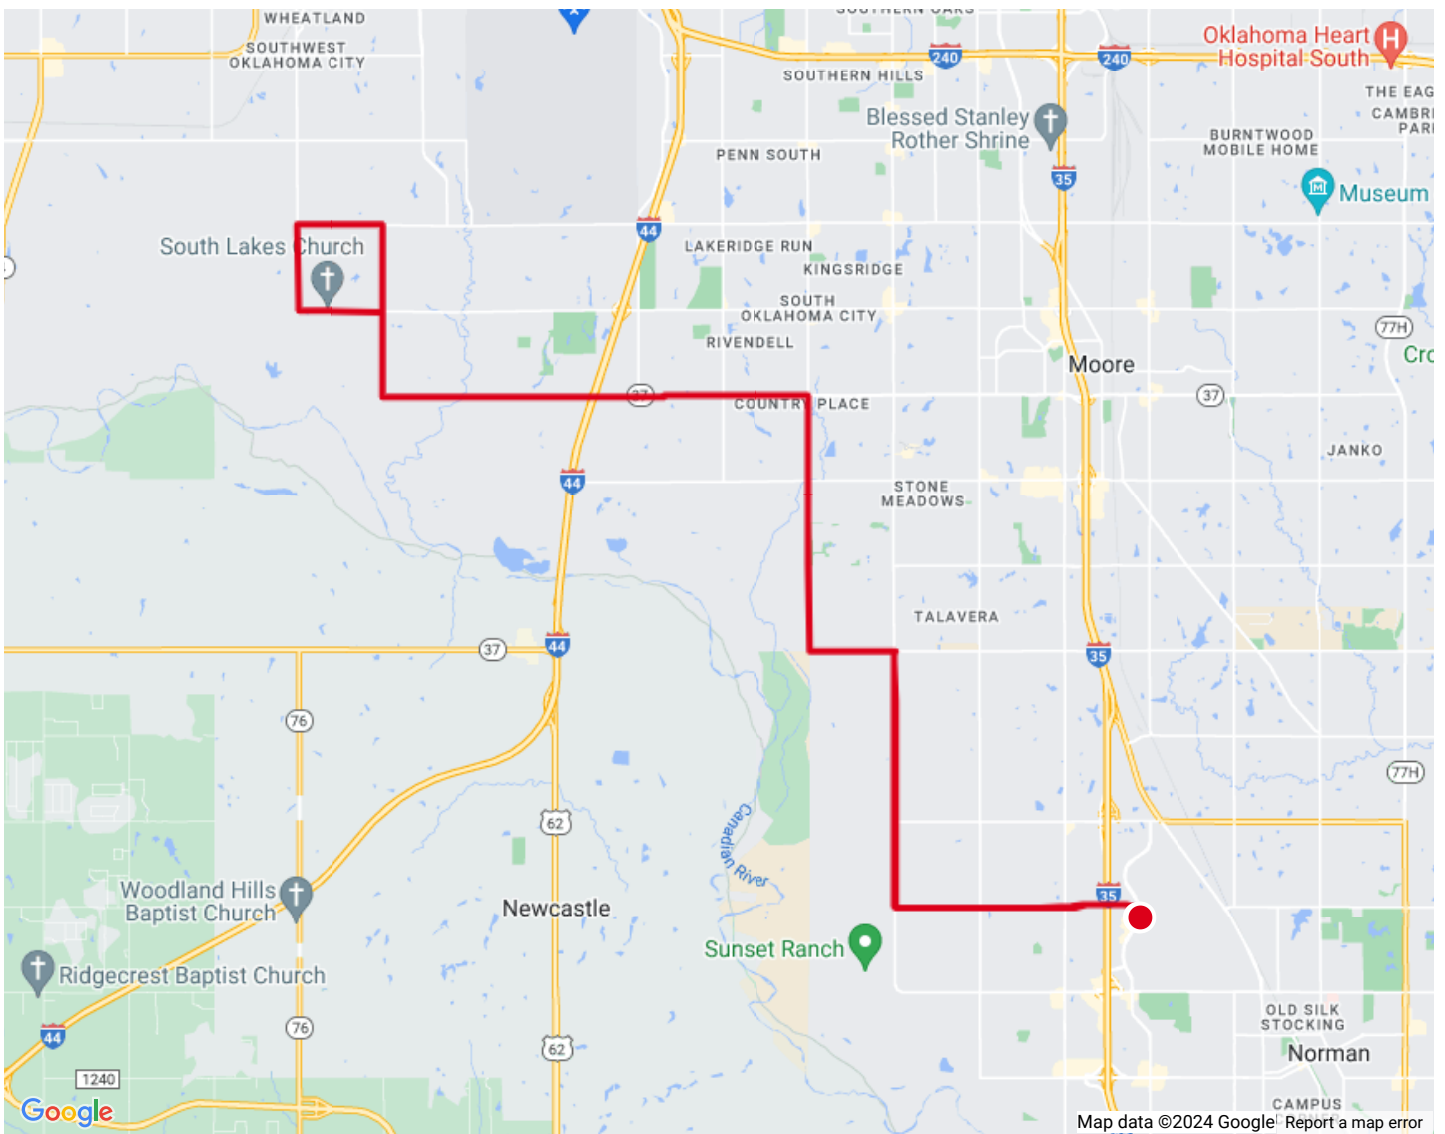 SOUTHERN OAKS
WHEATLAND
SOUTHWEST
OKLAHOMA CITY
240
240
Oklahoma Heart
Hospital South
H
SOUTHERN HILLS
THE EAG
CAMBRI
PARI
Blessed Stanley
Rother Shrine
BURNTWOOD
MOBILE HOME
PENN SOUTH
35
M
Museum
44
South Lakes Church
LAKERIDGE RUN
KINGSRIDGE
SOUTH
OKLAHOMA CITY
77H
RIVENDELL
Cro
Moore
37
COUNTRY PLACE
37
JANKO
44
STONE
MEADOWS
TALAVERA
37
44
35
76
77H
62
Canadian River
Woodland Hills
Baptist Church
35
Newcastle
Sunset Ranch
Ridgecrest Baptist Church
44
76
62
OLD SILK
STOCKING
Norman
1240
CAMPUS
Google
Map data ©2024 Google
Report a map error